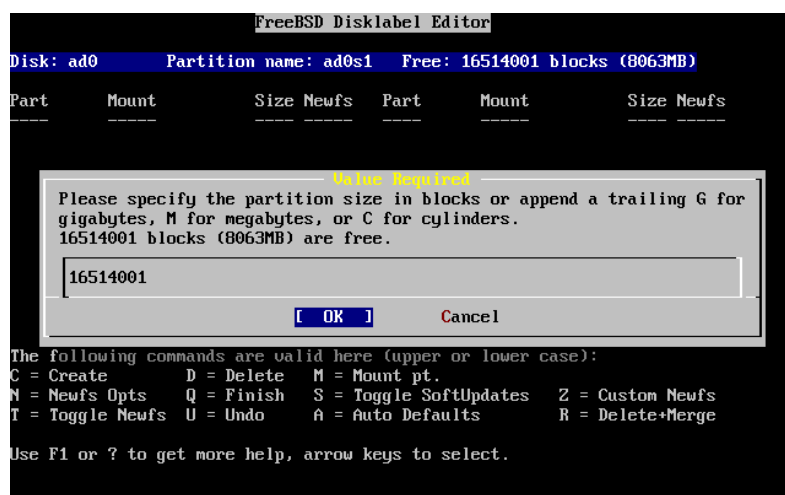 FreeBSD Disklabel Editor
Disk: ad0 Partition name: ad0s1 Free: 16514001 blocks (8063MB)
Part Mount Size Newfs Part Mount Size Newfs
---- ----- ---- ----- ---- ----- ---- -----
Value Required
Please specify the partition size in blocks or append a trailing G for
gigabytes, M for megabytes, or C for cylinders.
16514001 blocks (8063MB) are free.
16514001
[ OK ] Cancel
The following commands are valid here (upper or lower case):
C = Create D = Delete M = Mount pt.
N = Newfs Opts Q = Finish S = Toggle SoftUpdates Z = Custom Newfs
T = Toggle Newfs U = Undo A = Auto Defaults R = Delete+Merge
Use F1 or ? to get more help, arrow keys to select.